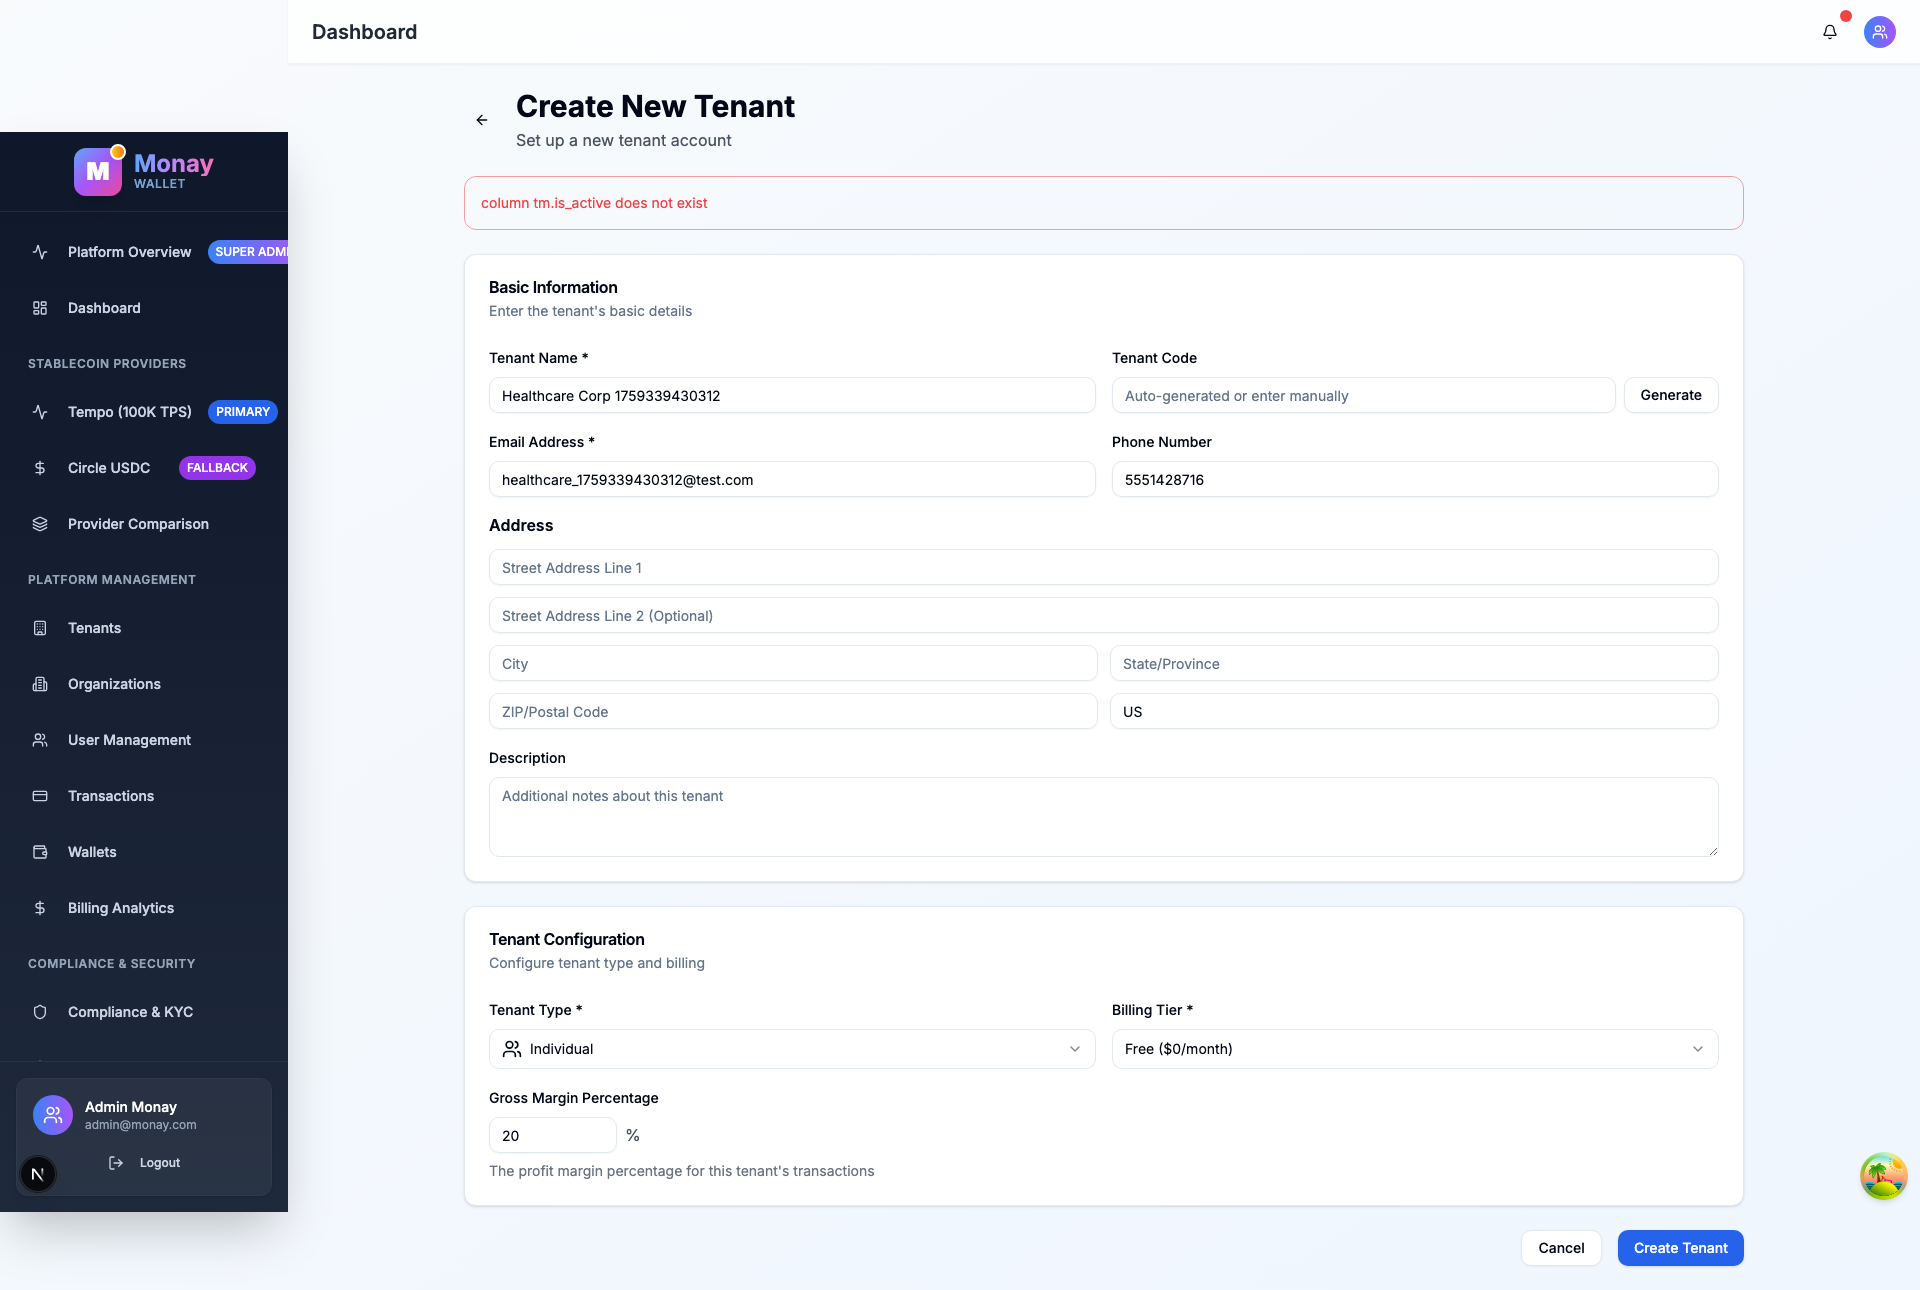 Dashboard
M
Monay
WALLET
Platform Overview
SUPER ADMI
Dashboard
STABLECOIN PROVIDERS
Tempo (100K TPS)
PRIMARY
Circle USDC
FALLBACK
Provider Comparison
PLATFORM MANAGEMENT
Tenants
Organizations
User Management
Transactions
Wallets
Billing Analytics
COMPLIANCE & SECURITY
Compliance & KYC
Admin Monay
admin@monay.com
Logout
N
Create New Tenant
Set up a new tenant account
column tm.is_active does not exist
Basic Information
Enter the tenant's basic details
Tenant Name *
Tenant Code
Healthcare Corp 1759339430312
Auto-generated or enter manually
Generate
Email Address *
Phone Number
healthcare_1759339430312@test.com
5551428716
Address
Street Address Line 1
Street Address Line 2 (Optional)
City
State/Province
ZIP/Postal Code
US
Description
Additional notes about this tenant
Tenant Configuration
Configure tenant type and billing
Tenant Type *
Billing Tier *
Individual
Free ($0/month)
Gross Margin Percentage
20
%
The profit margin percentage for this tenant's transactions
Cancel
Create Tenant